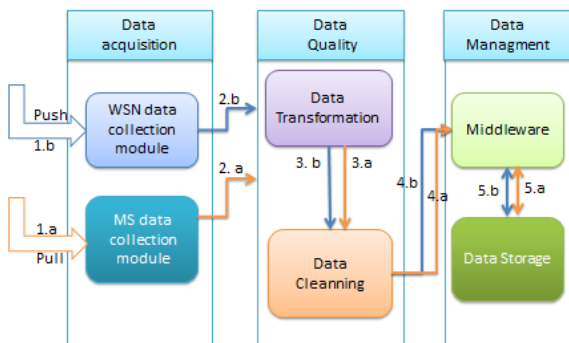 Data
acquisition
Data
Quality
Data
Managment
Push
1.b
WSN data
collection
module
2.b
Data
Transformation
Middleware
3. b
3.a
4.b
4.a
5.b
5.a
1.a
Pull
MS data
collection
module
2. a
Data
Cleanning
Data Storage